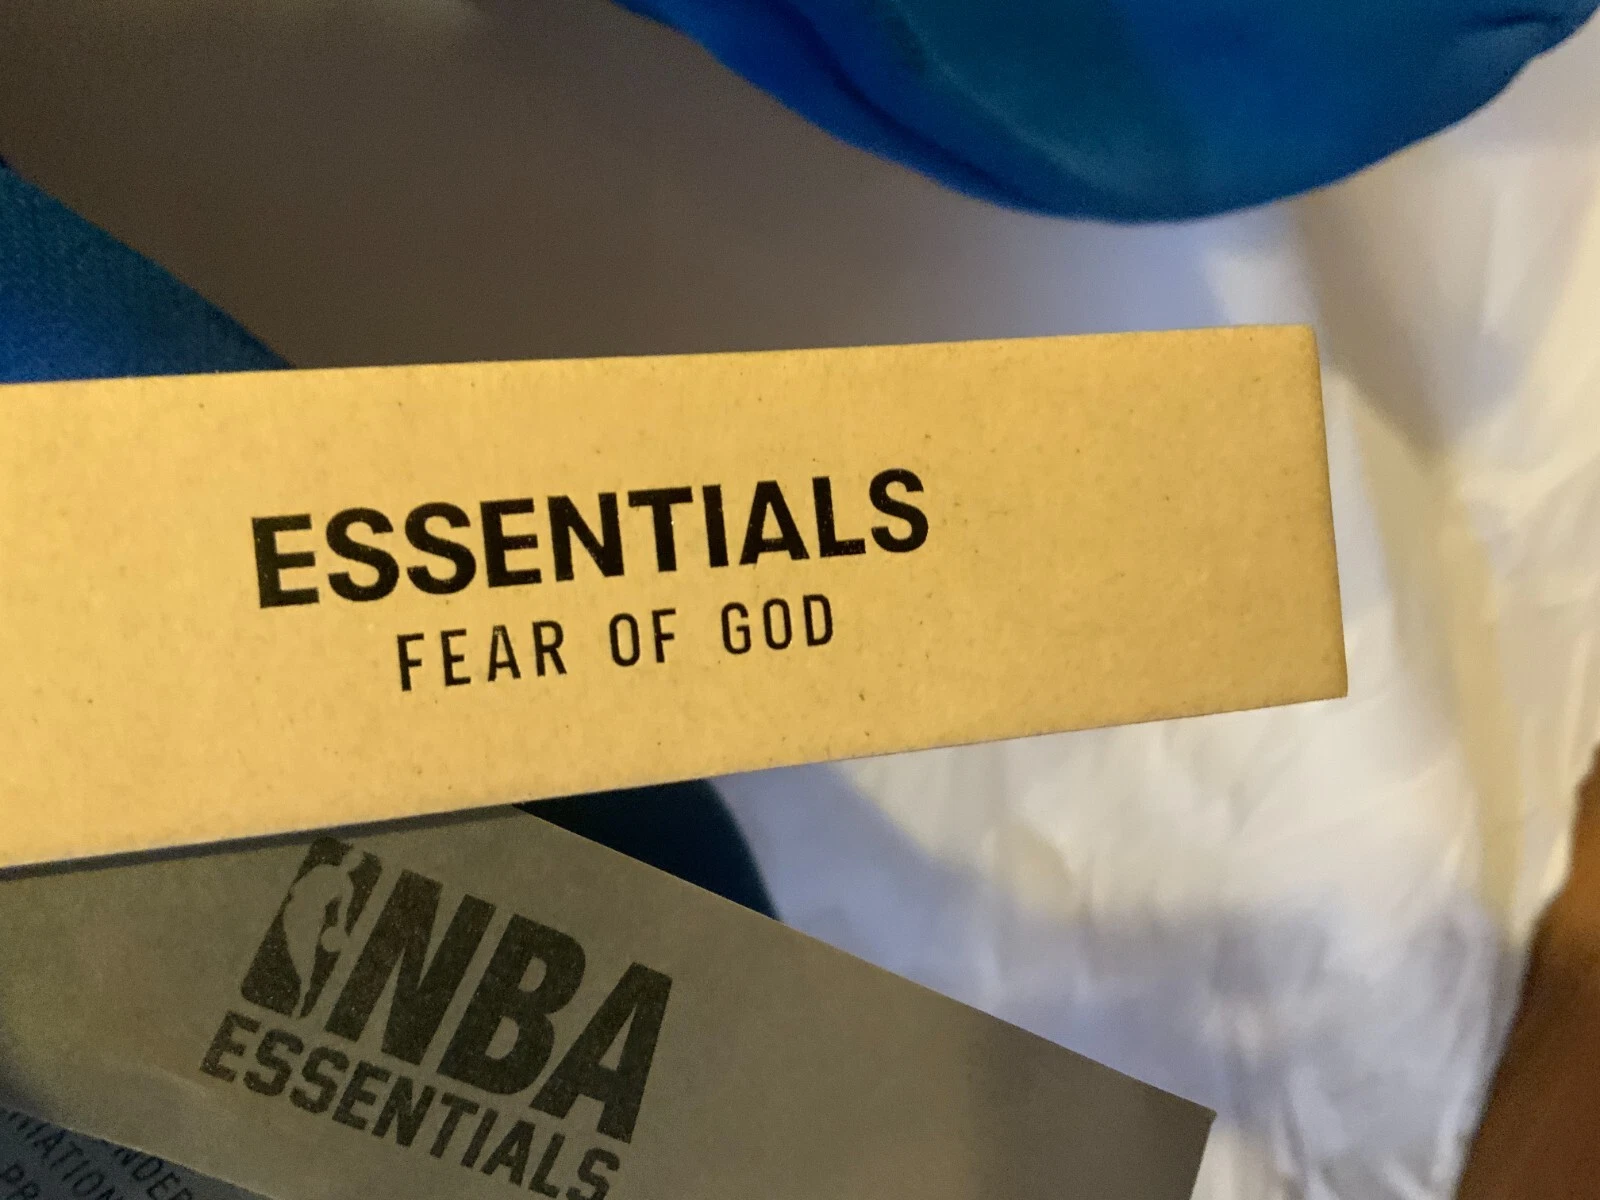 ESSENTIALS
FEAR OF GOD
NBA
ESSENTIALS